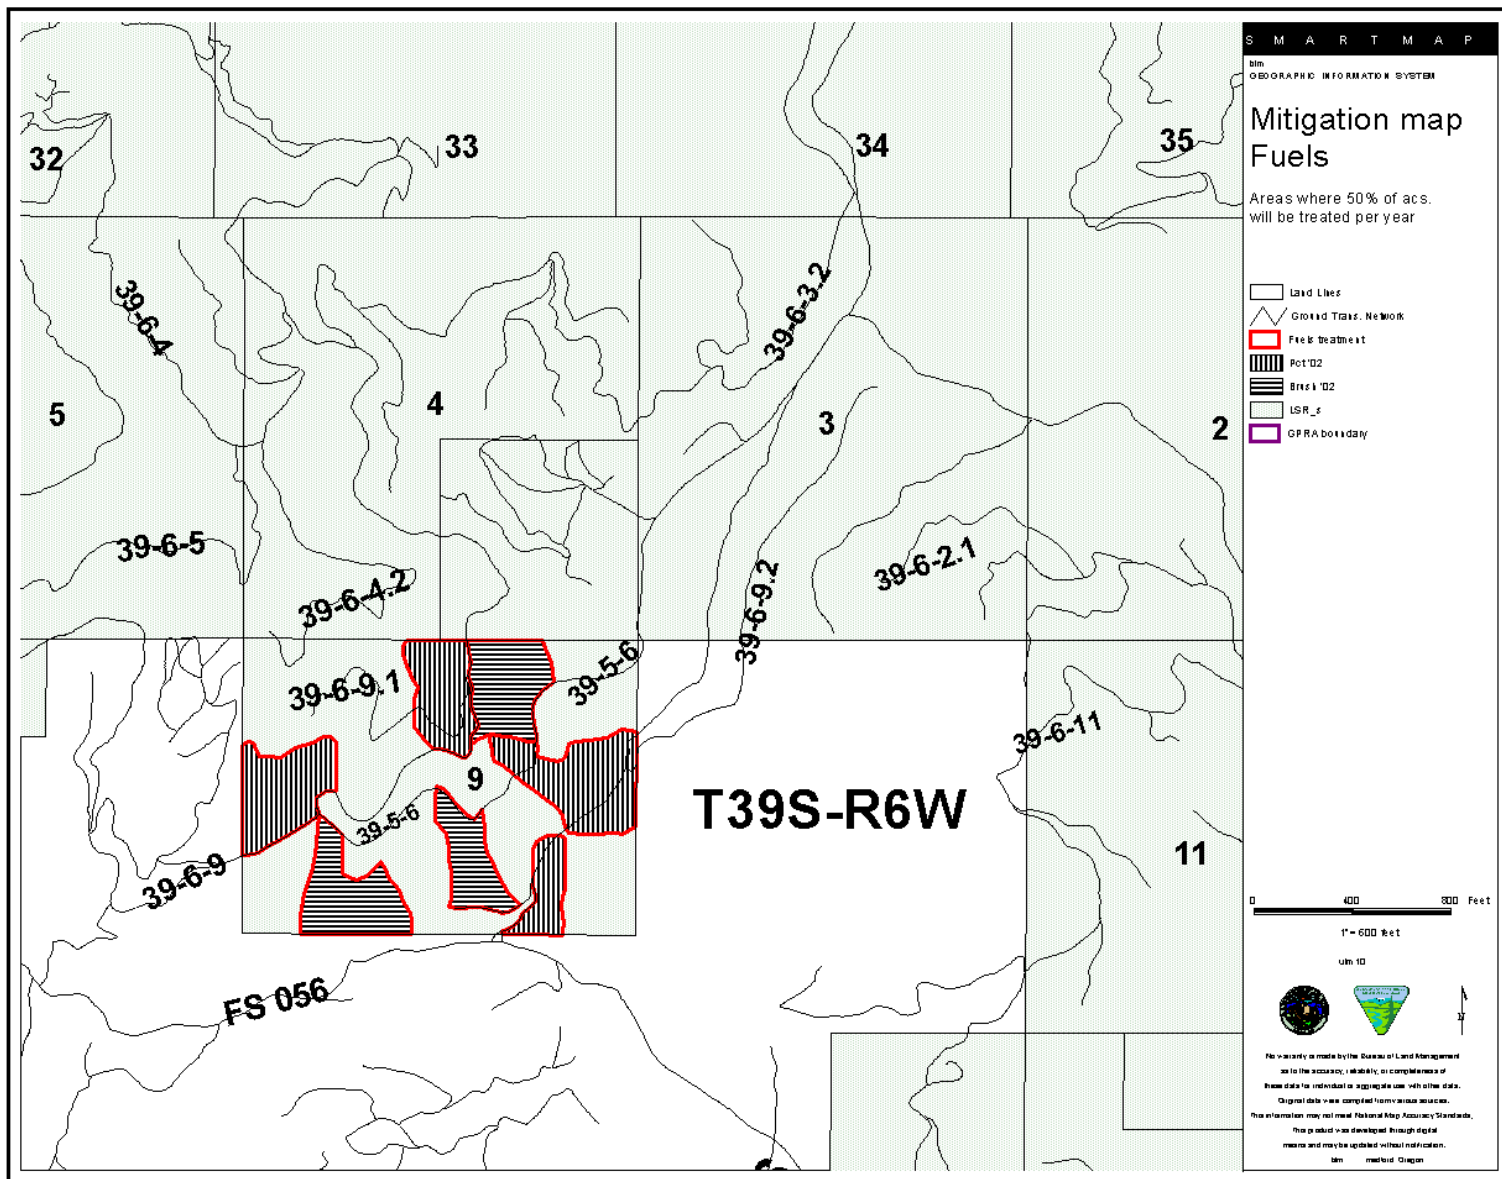 S M A R T M A P
blm
GEOGRAPHIC INFORMATION SYSTEM
Mitigation map
Fuels
Areas where 50% of acs.
will be treated per year
Land Lines
Ground Trans. Network
Fuels treatment
Pct '02
Brush '02
LSR_s
GPRA boundary
32
33
34
35
39-6-4
39-6-3.2
5
4
3
2
39-6-5
39-6-4.2
39-6-9.2
39-6-2.1
39-6-9.1
39-5-6
39-6-11
9
39-5-6
T39S-R6W
39-6-9
11
FS 056
0 400 800 Feet
1" = 600 feet
utm 10
N
No warranty is made by the Bureau of Land Management
as to the accuracy, reliability, or completeness of
these data for individual or aggregate use with other data.
Original data were compiled from various sources.
This information may not meet National Map Accuracy Standards.
This product was developed through digital
means and may be updated without notification.
blm medford Oregon